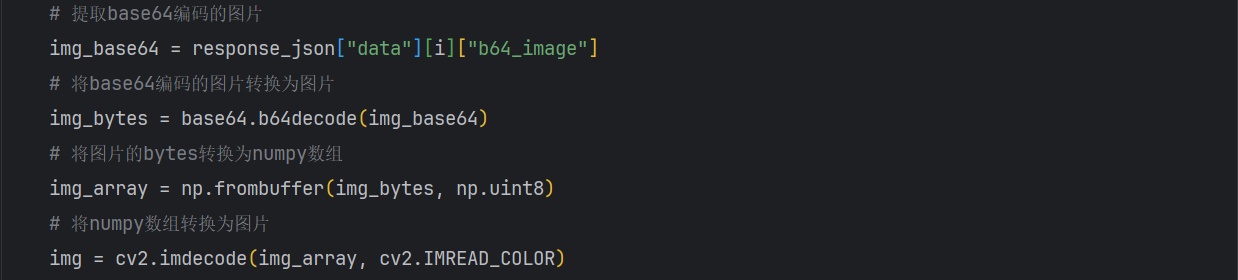 # 提取base64编码的图片
img_base64 = response_json["data"][i]["b64_image"]
# 将base64编码的图片转换为图片
img_bytes = base64.b64decode(img_base64)
# 将图片的bytes转换为numpy数组
img_array = np.frombuffer(img_bytes, np.uint8)
# 将numpy数组转换为图片
img = cv2.imdecode(img_array, cv2.IMREAD_COLOR)